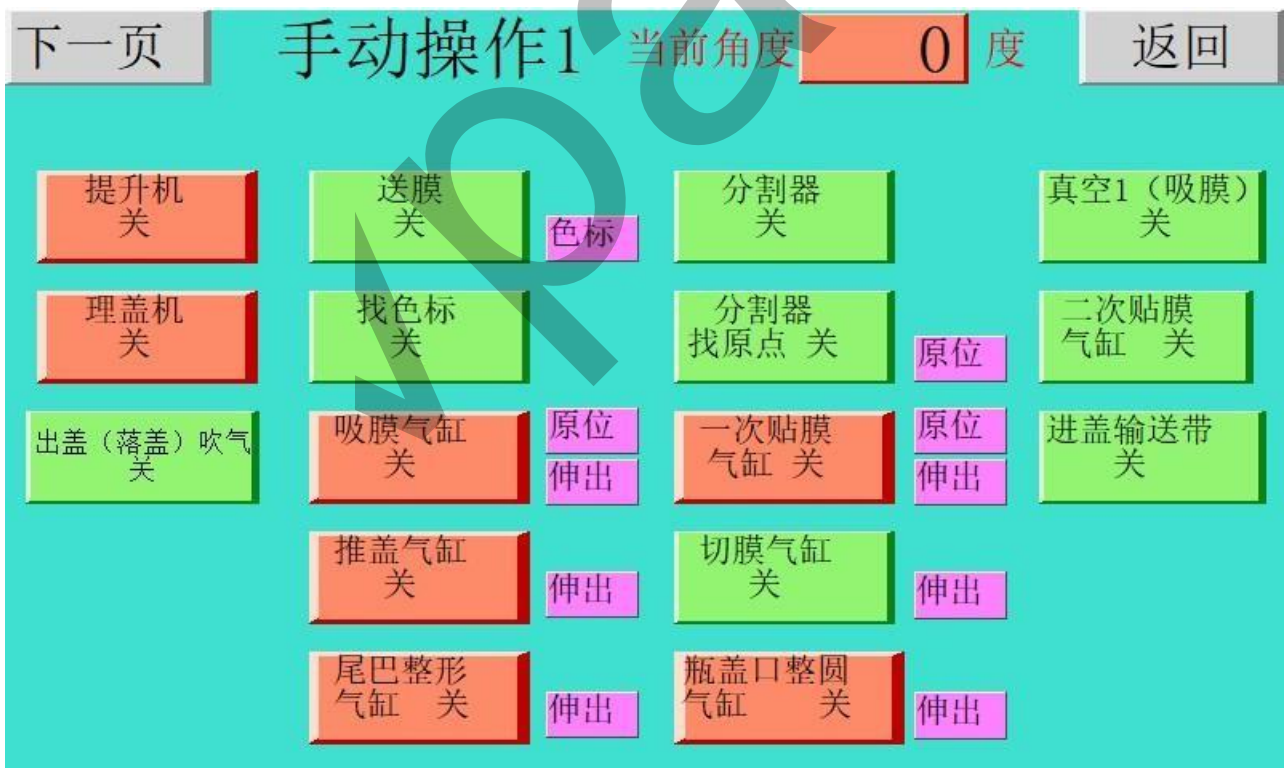 下一页
手动操作1
当前角度 0 度
返回
提升机
关
送膜
关
色标
分割器
关
真空1（吸膜）
关
理盖机
关
找色标
关
分割器
找原点 关
原位
二次贴膜
气缸 关
出盖（落盖）吹气
关
吸膜气缸
关
原位
伸出
一次贴膜
气缸 关
原位
伸出
进盖输送带
关
推盖气缸
关
伸出
切膜气缸
关
伸出
尾巴整形
气缸 关
伸出
瓶盖口整圆
气缸 关
伸出